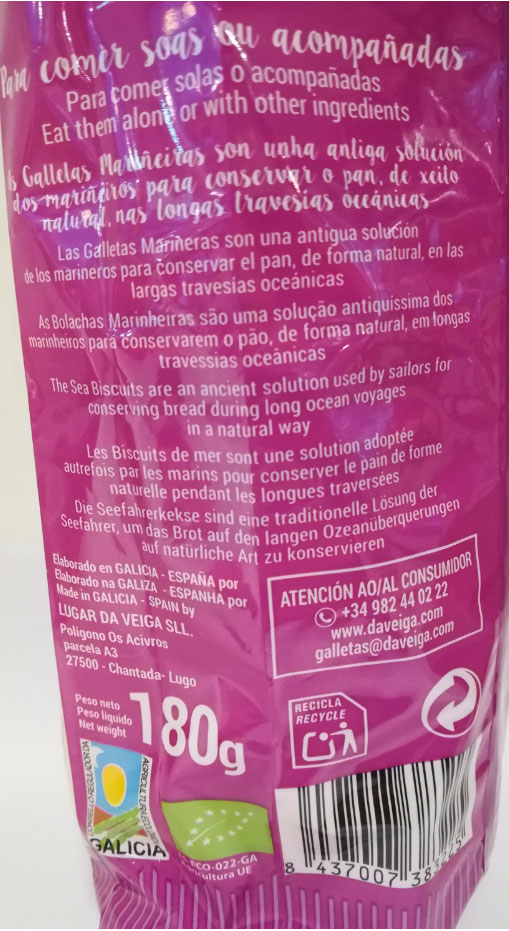 Para comer soas ou acompañadas
Para comer solas o acompañadas
Eat them alone or with other ingredients
As Galletas Mariñeiras son unha antiga solución
dos mariñeiros para conservar o pan, de xeito
natural, nas longas travesías oceánicas
Las Galletas Mariñeras son una antigua solución
de los marineros para conservar el pan, de forma natural, en las
largas travesias oceánicas
As Bolachas Marinheiras são uma solução antiquissima dos
marinheiros para conservarem o pão, de forma natural, em longas
travessias oceânicas
The Sea Biscuits are an ancient solution used by sailors for
conserving bread during long ocean voyages
in a natural way
Les Biscuits de mer sont une solution adoptée
autrefois par les marins pour conserver le pain de forme
naturelle pendant les longues traversées
Die Seefahrerkekse sind eine traditionelle Lösung der
Seefahrer, um das Brot auf den langen Ozeanüberquerungen
auf natürliche Art zu konservieren
Elaborado en GALICIA - ESPAÑA por
Elaborado na GALIZA - ESPANHA por
Made in GALICIA - SPAIN by
LUGAR DA VEIGA SLL.
Polígono Os Acivros
parcela A3
27500 - Chantada- Lugo
ATENCIÓN AO/AL CONSUMIDOR
+34 982 44 02 22
www.daveiga.com
galletas@daveiga.com
Peso neto
Peso líquido
Net weight
180g
RECICLA
RECYCLE
CONSELLO REGULADOR DA
AGRICULTURA
GALICIA
ECO-022-GA
UE
8 437007